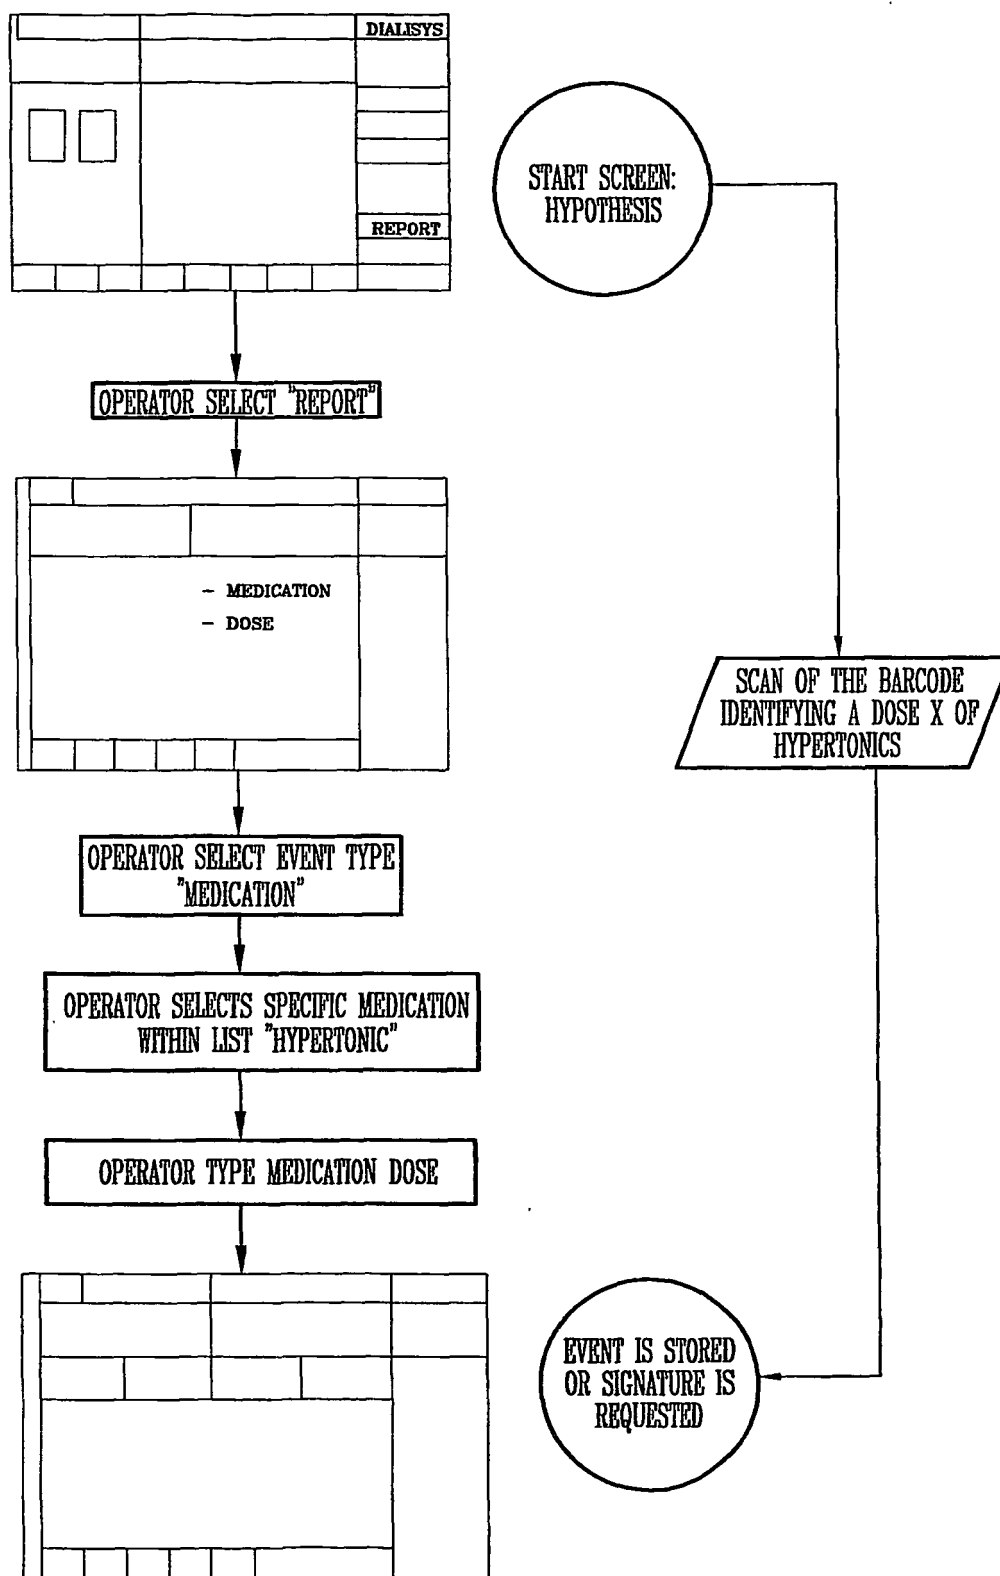 DIALISYS
REPORT
START SCREEN:
HYPOTHESIS
OPERATOR SELECT "REPORT"
- MEDICATION
- DOSE
SCAN OF THE BARCODE
IDENTIFYING A DOSE X OF
HYPERTONICS
OPERATOR SELECT EVENT TYPE
"MEDICATION"
OPERATOR SELECTS SPECIFIC MEDICATION
WITHIN LIST "HYPERTONIC"
OPERATOR TYPE MEDICATION DOSE
EVENT IS STORED
OR SIGNATURE IS
REQUESTED